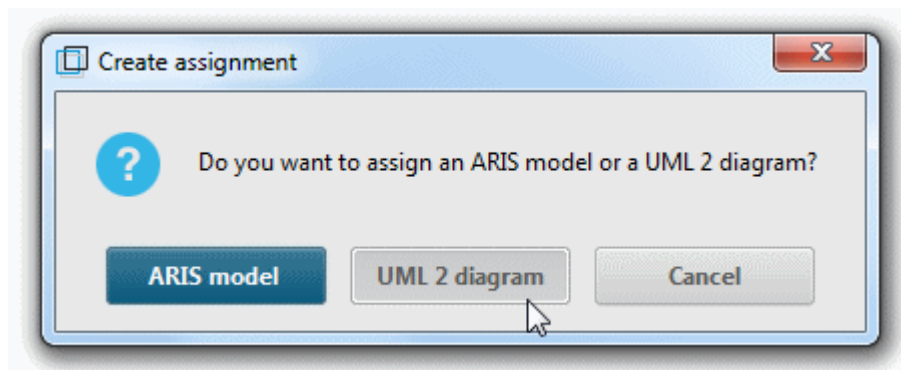 Create assignment
Do you want to assign an ARIS model or a UML 2 diagram?
ARIS model
UML 2 diagram
Cancel